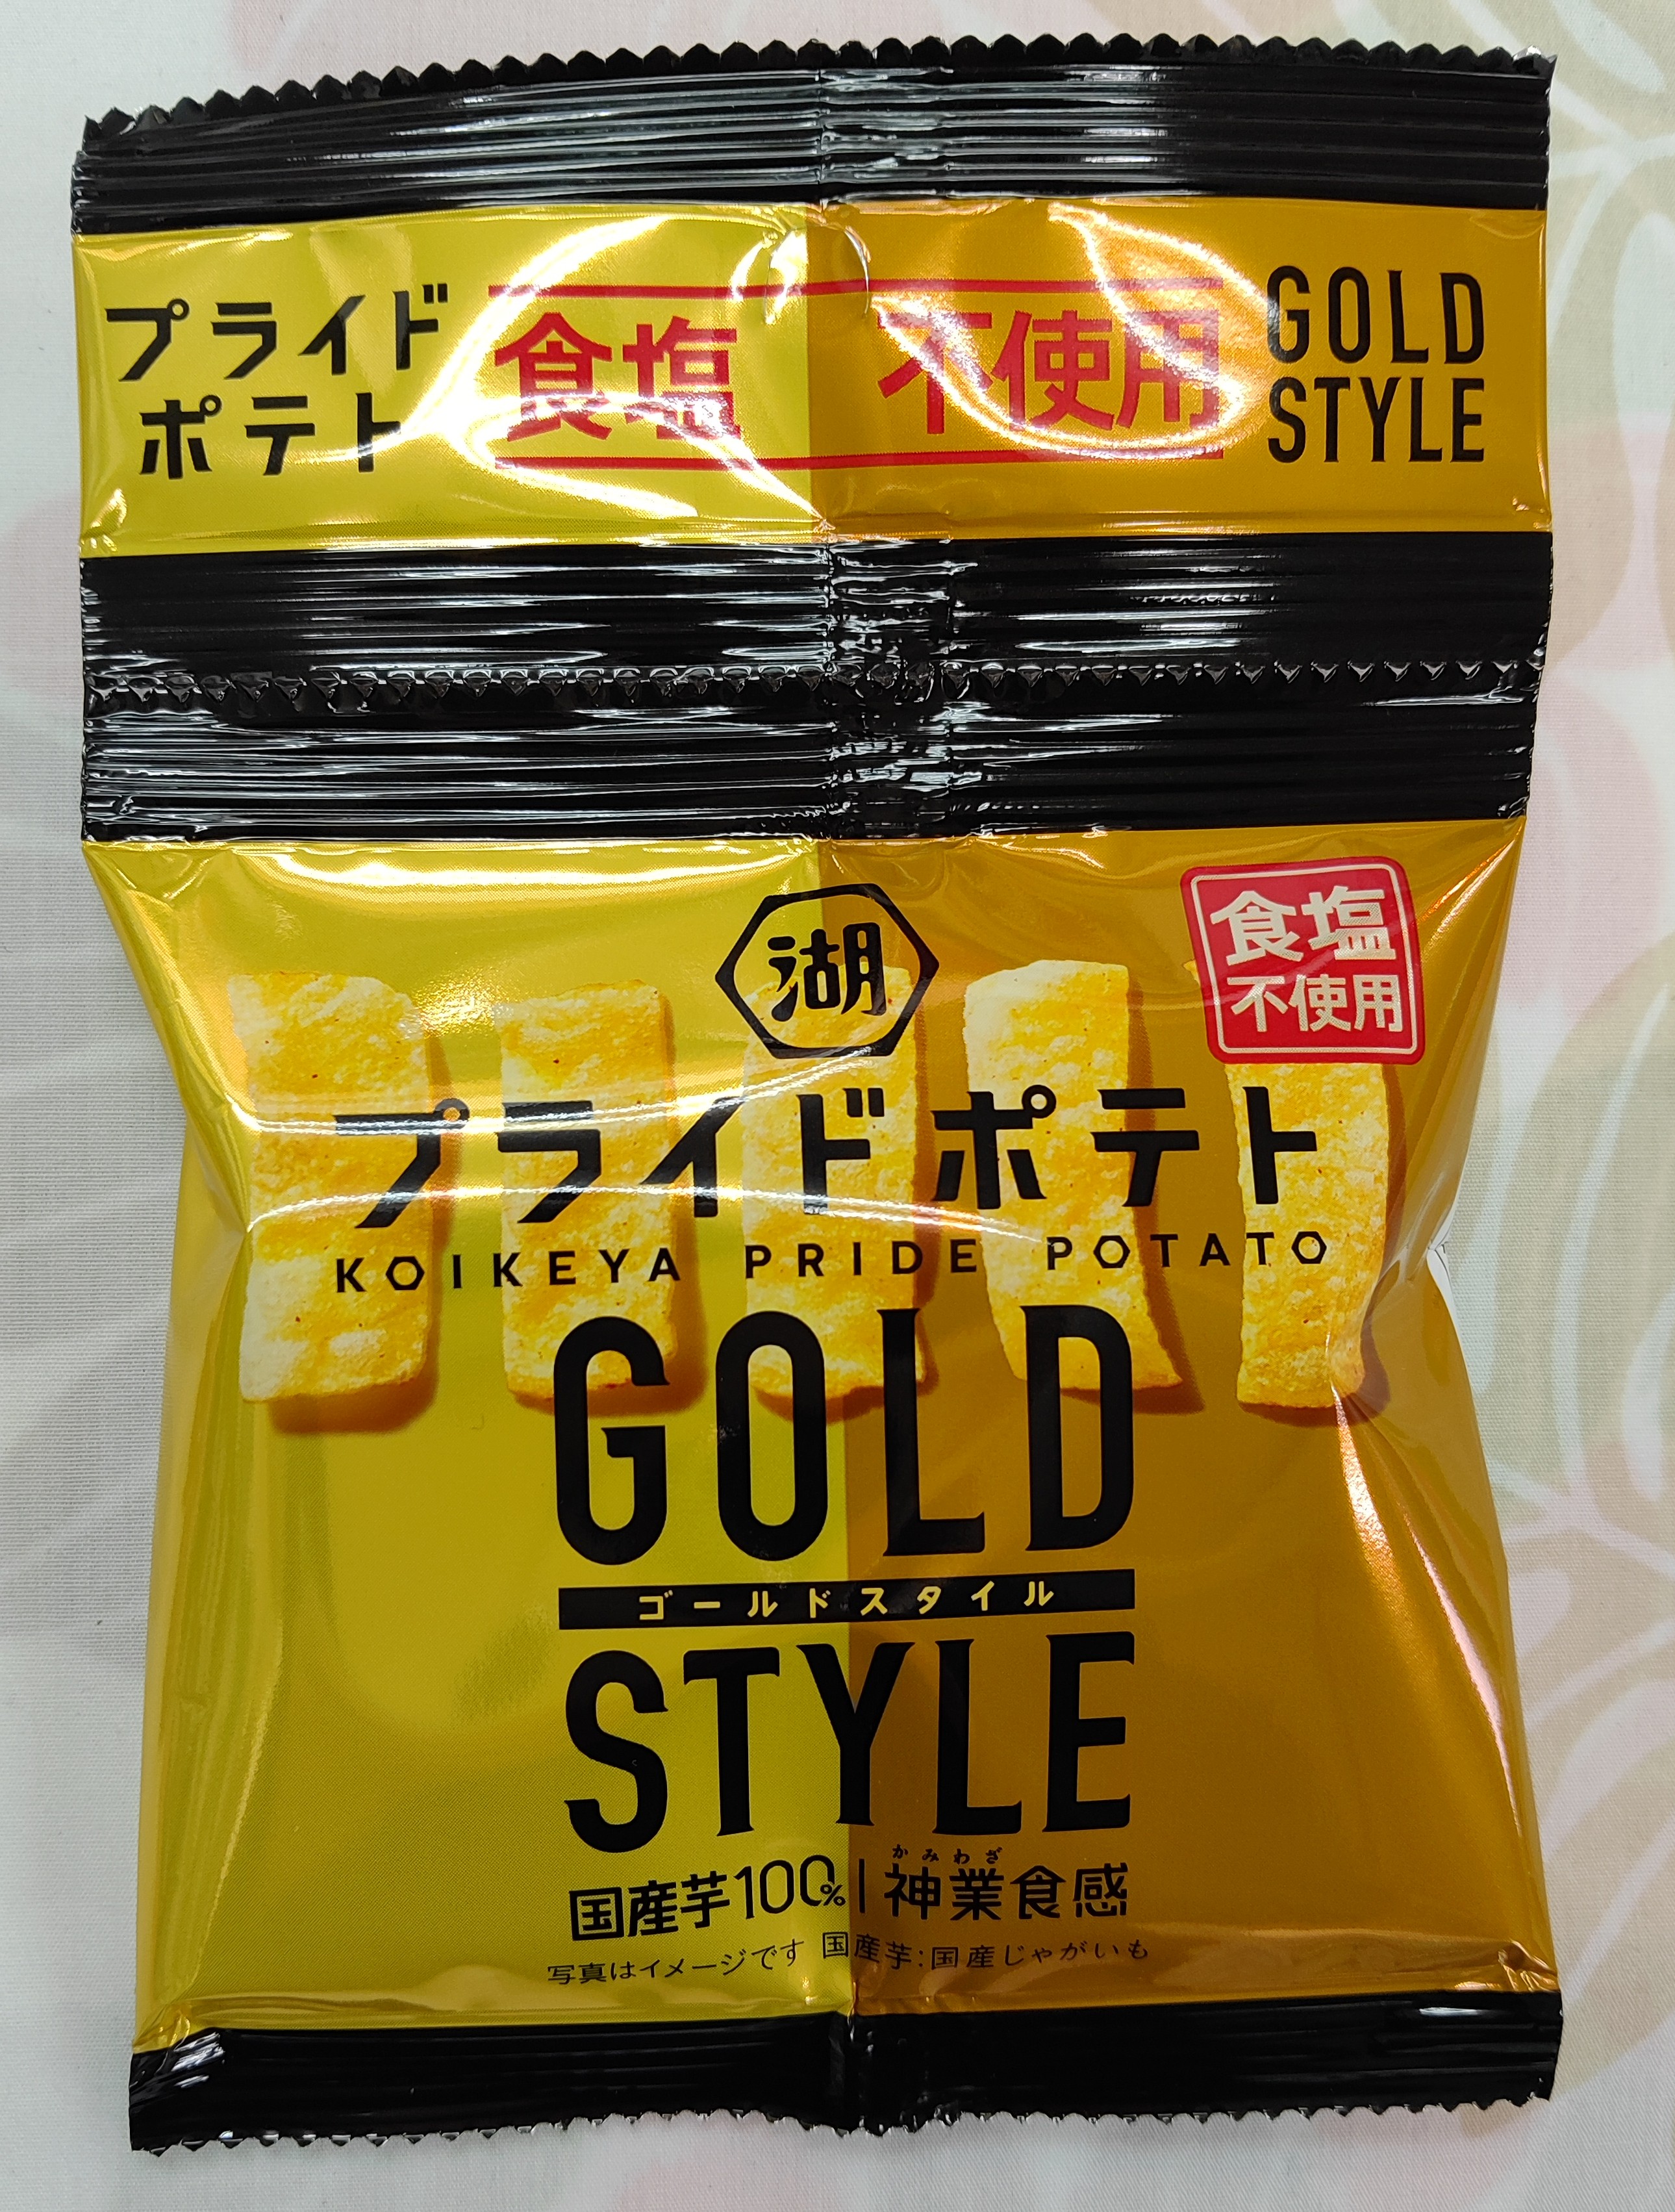 プライド
ポテト
食塩 不使用
GOLD
STYLE
湖
食塩
不使用
プライドポテト
KOIKEYA PRIDE POTATO
GOLD
ゴールドスタイル
STYLE
かみわざ
国産芋100%|神業食感
写真はイメージです 国産芋:国産じゃがいも